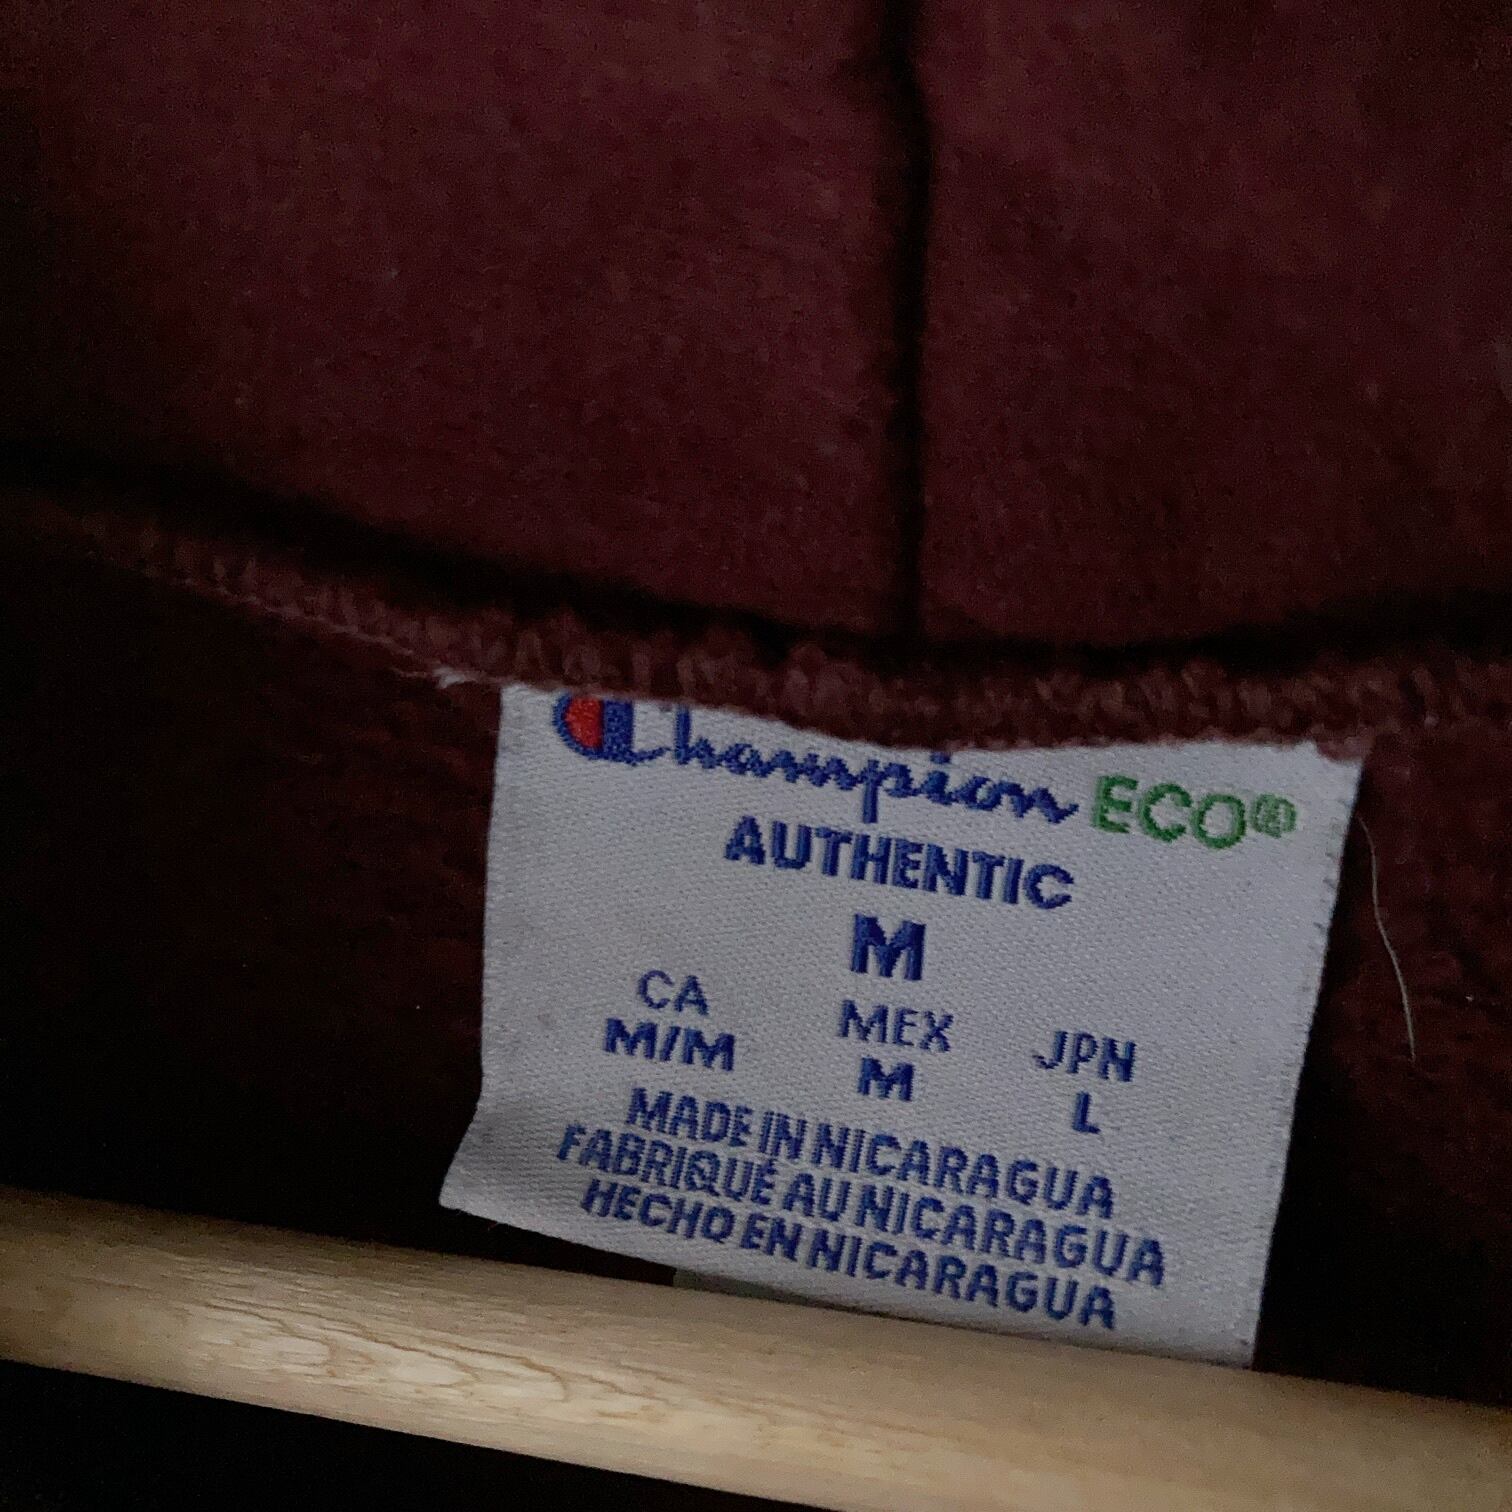 Champion ECO®
AUTHENTIC
M
CA MEX JPN
M/M M L
MADE IN NICARAGUA
FABRIQUÉ AU NICARAGUA
HECHO EN NICARAGUA